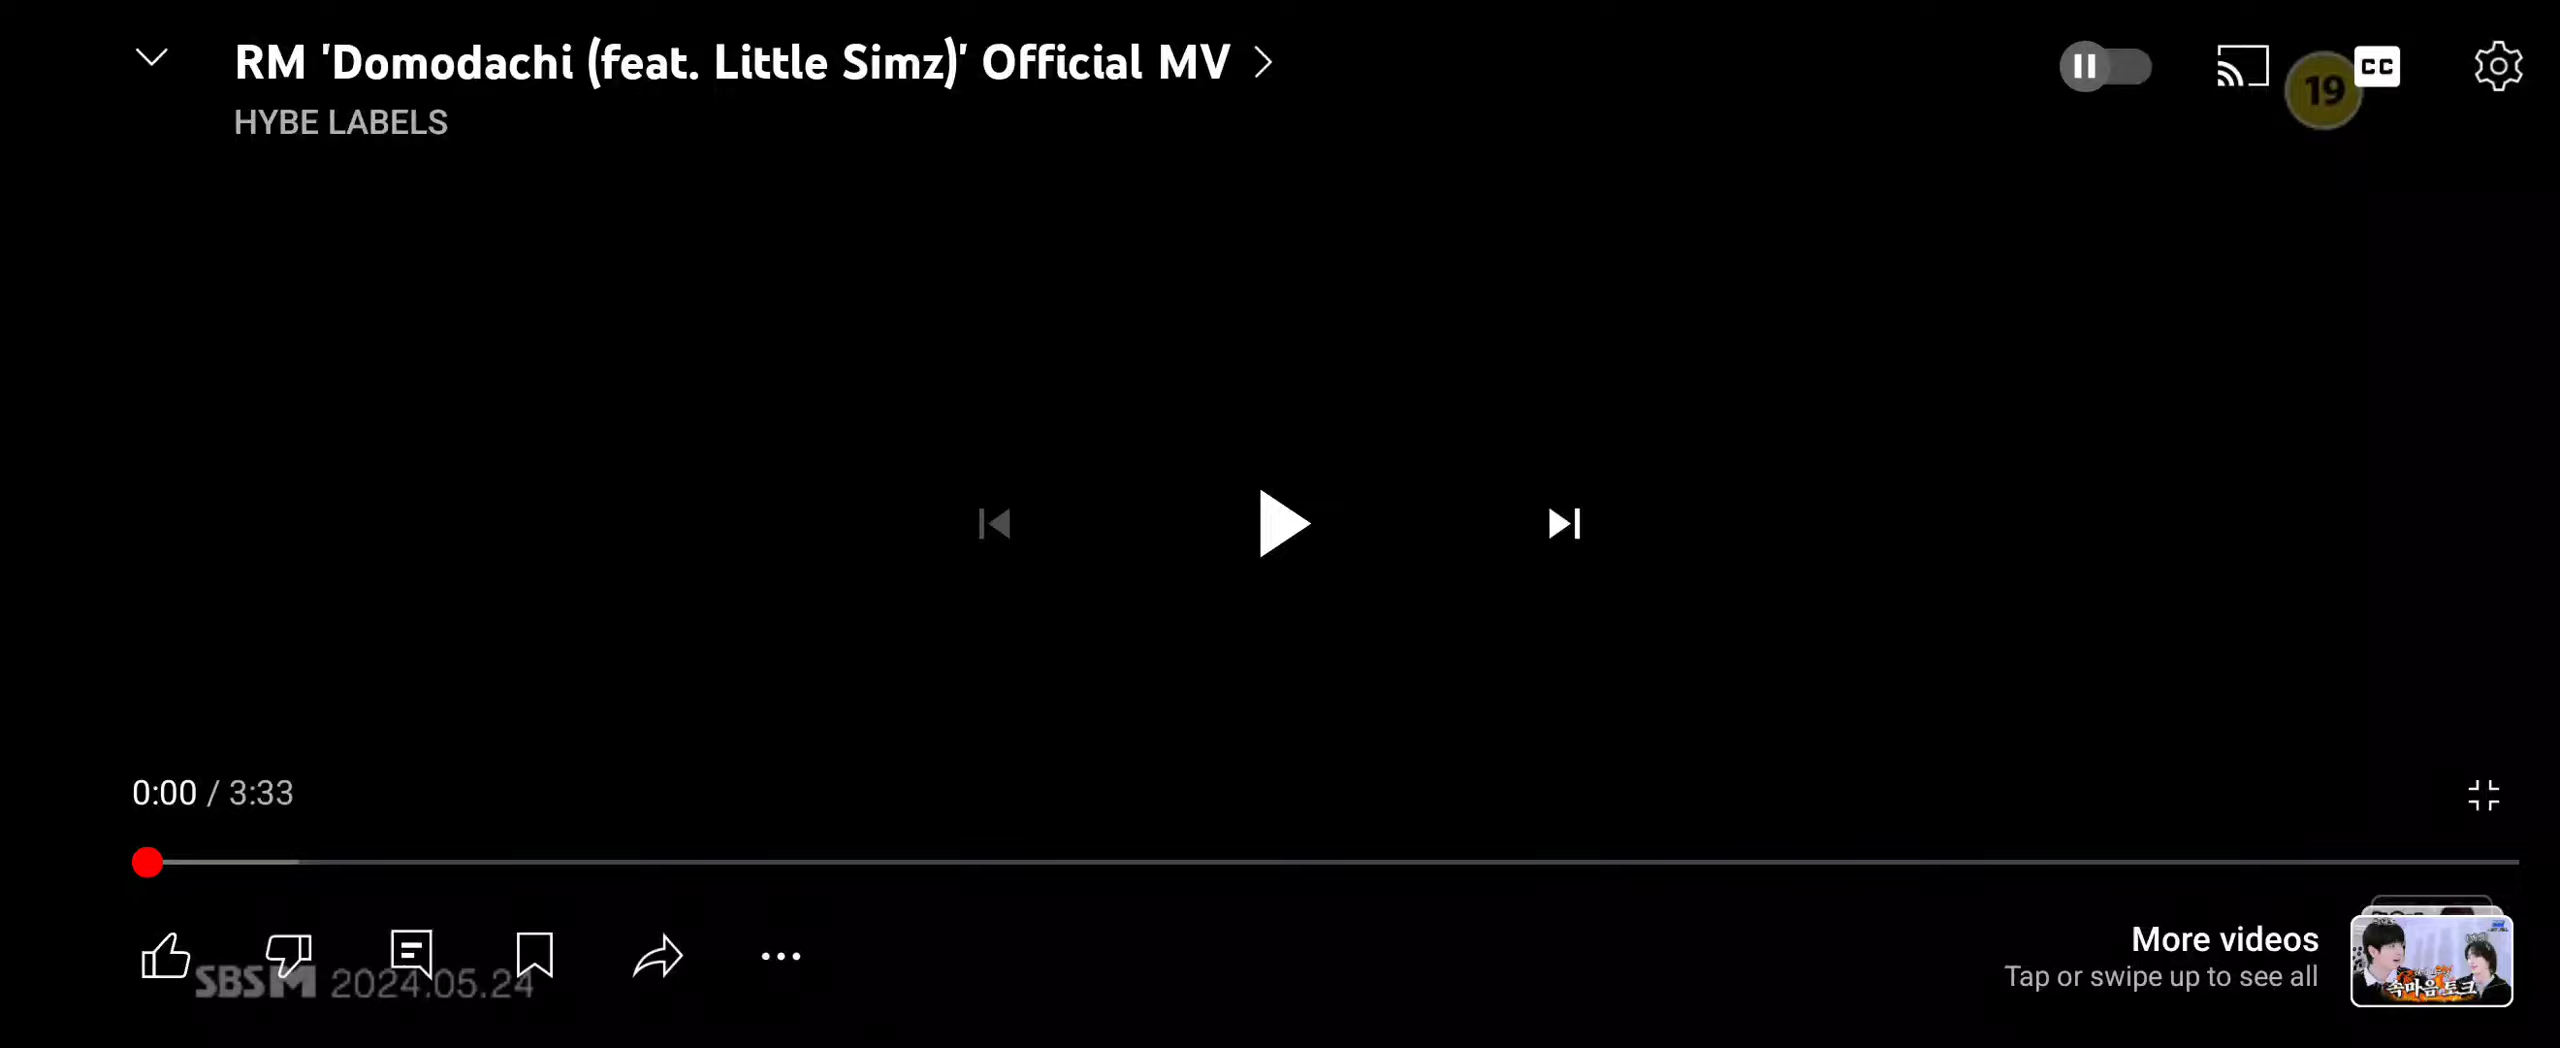 RM 'Domodachi (feat. Little Simz)' Official MV
HYBE LABELS
19
CC
0:00 / 3:33
SBS M 2024.05.24
More videos
Tap or swipe up to see all
속마음 토크